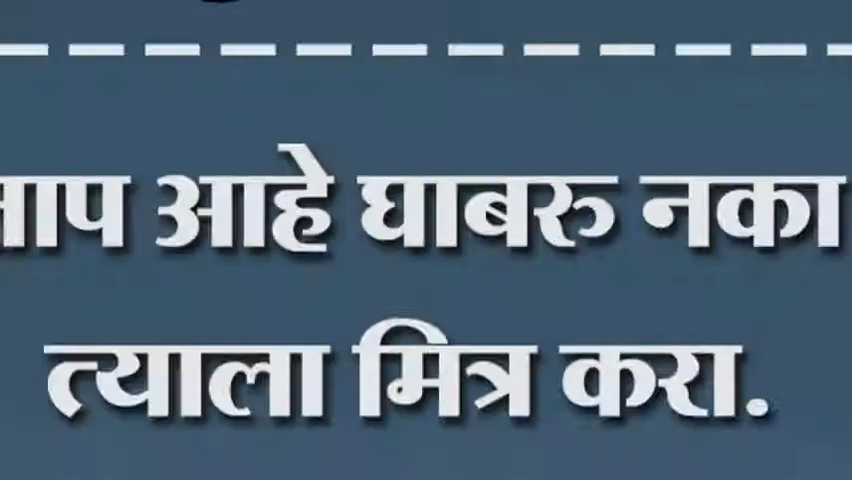 आहे घाबरु नका
त्याला मित्र करा.